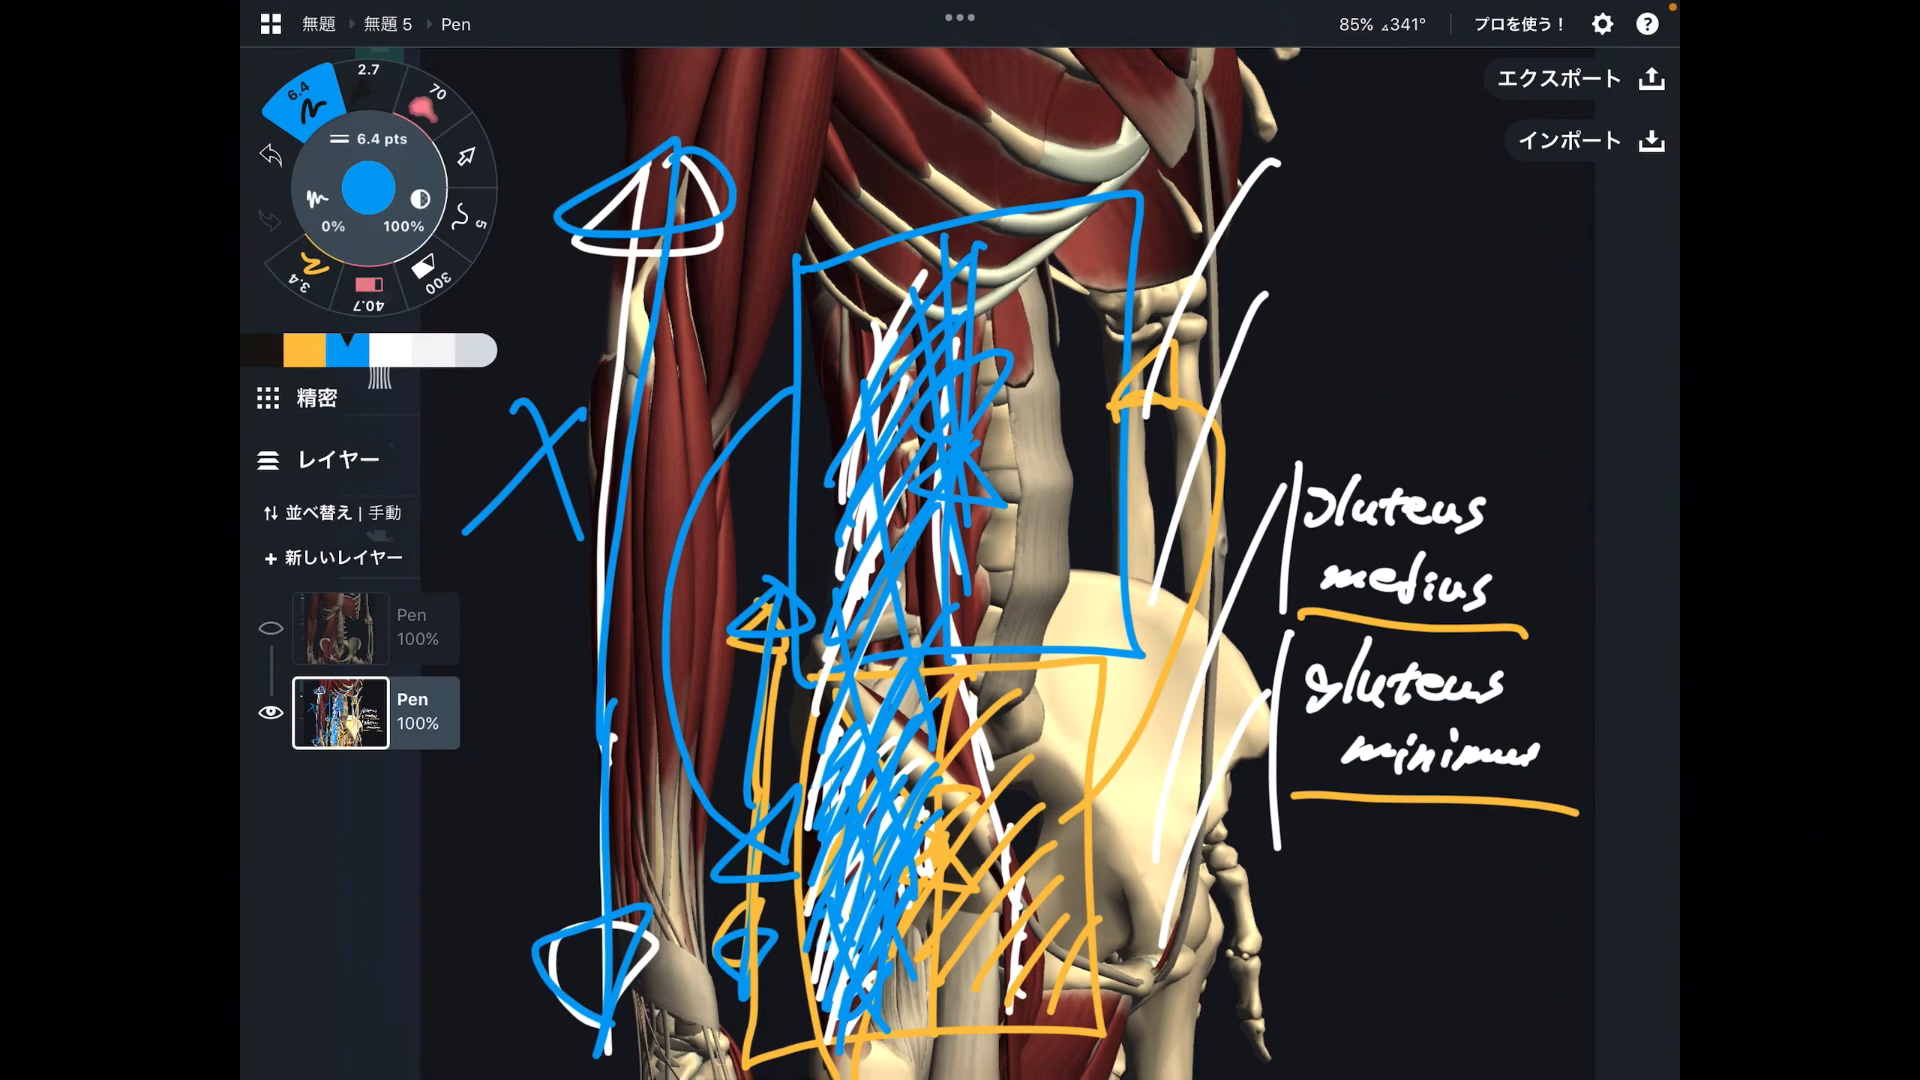 無題 無題 5 Pen
85% ⊿341° プロを使う！
エクスポート
インポート
2.7
6.4
70
6.4 pts
0% 100%
5
300
40.7
3.4
精密
レイヤー
並べ替え | 手動
+ 新しいレイヤー
Pen
100%
Pen
100%
X
gluteus
medius
gluteus
minimus